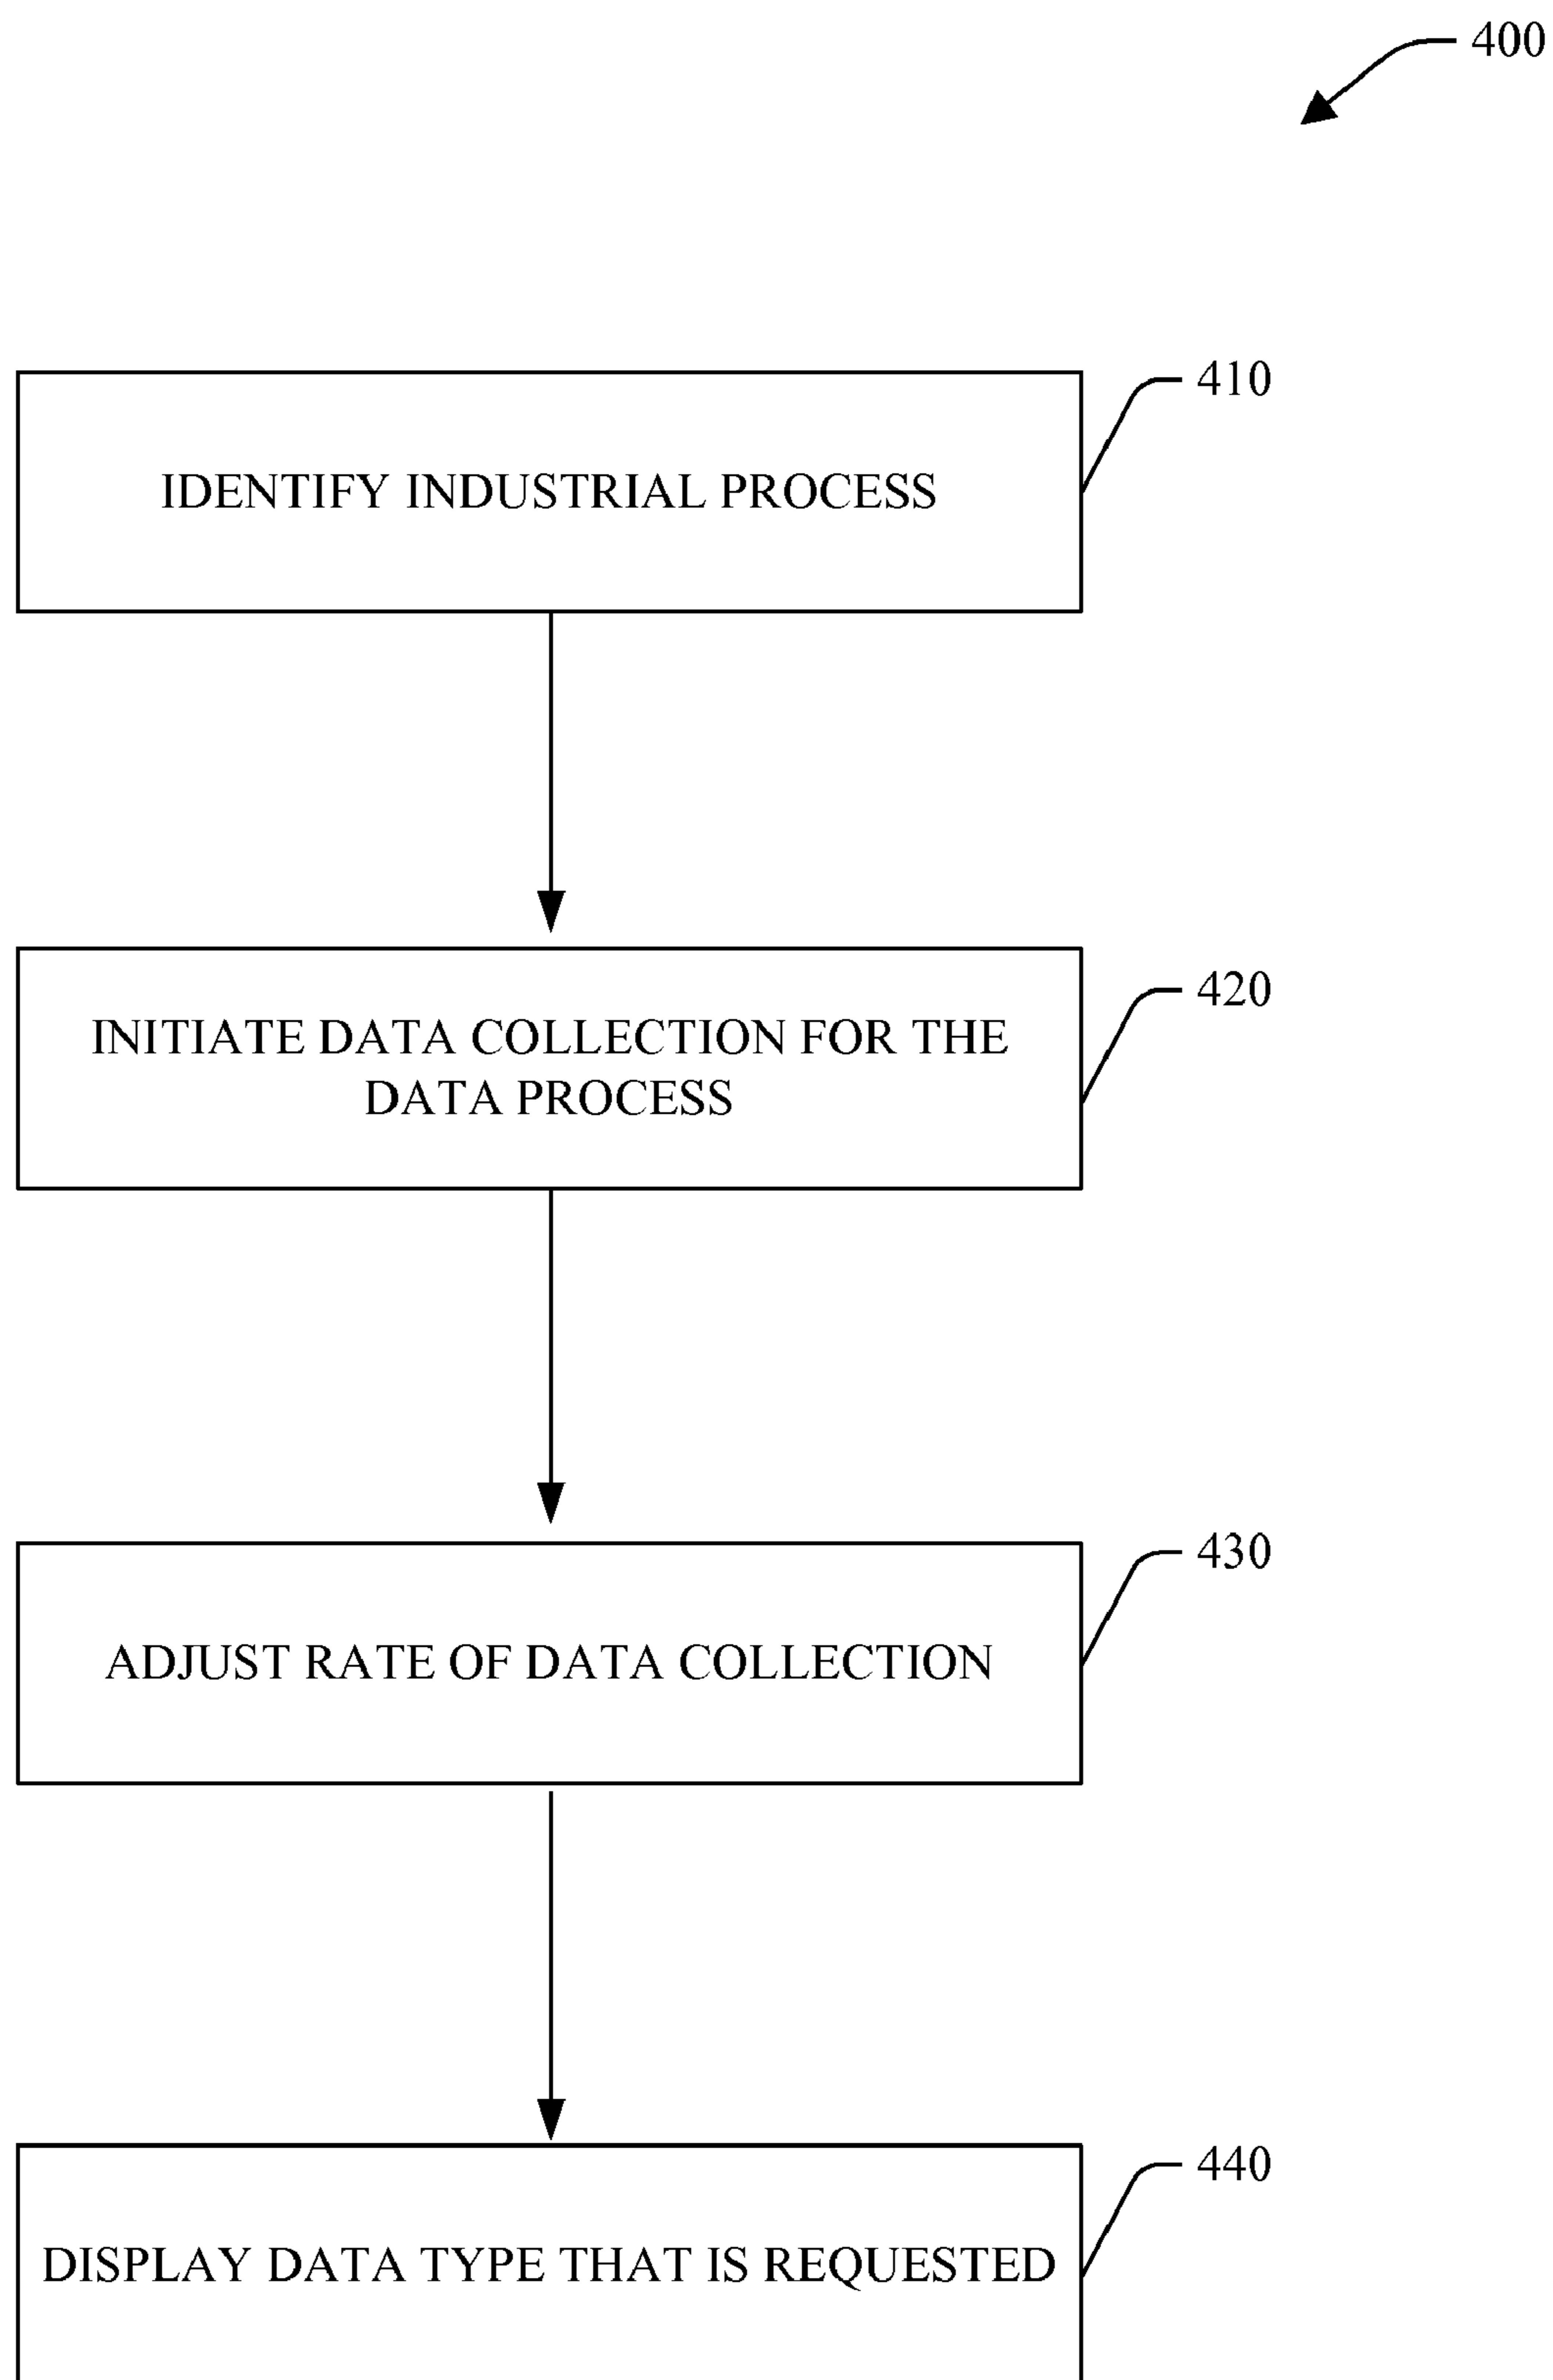 400
410
IDENTIFY INDUSTRIAL PROCESS
420
INITIATE DATA COLLECTION FOR THE
DATA PROCESS
430
ADJUST RATE OF DATA COLLECTION
440
DISPLAY DATA TYPE THAT IS REQUESTED